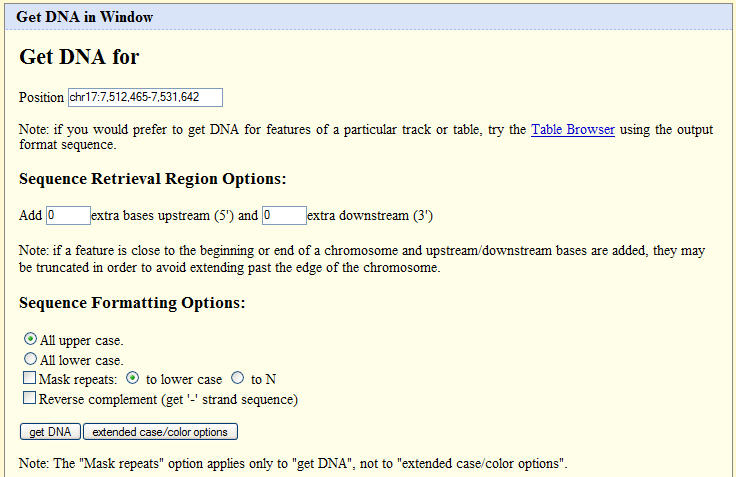 Get DNA in Window
Get DNA for
Position chr17:7,512,465-7,531,642
Note: if you would prefer to get DNA for features of a particular track or table, try the Table Browser using the output
format sequence.
Sequence Retrieval Region Options:
Add 0 extra bases upstream (5') and 0 extra downstream (3')
Note: if a feature is close to the beginning or end of a chromosome and upstream/downstream bases are added, they may
be truncated in order to avoid extending past the edge of the chromosome.
Sequence Formatting Options:
All upper case.
All lower case.
Mask repeats: to lower case to N
Reverse complement (get '-' strand sequence)
get DNA extended case/color options
Note: The "Mask repeats" option applies only to "get DNA", not to "extended case/color options".